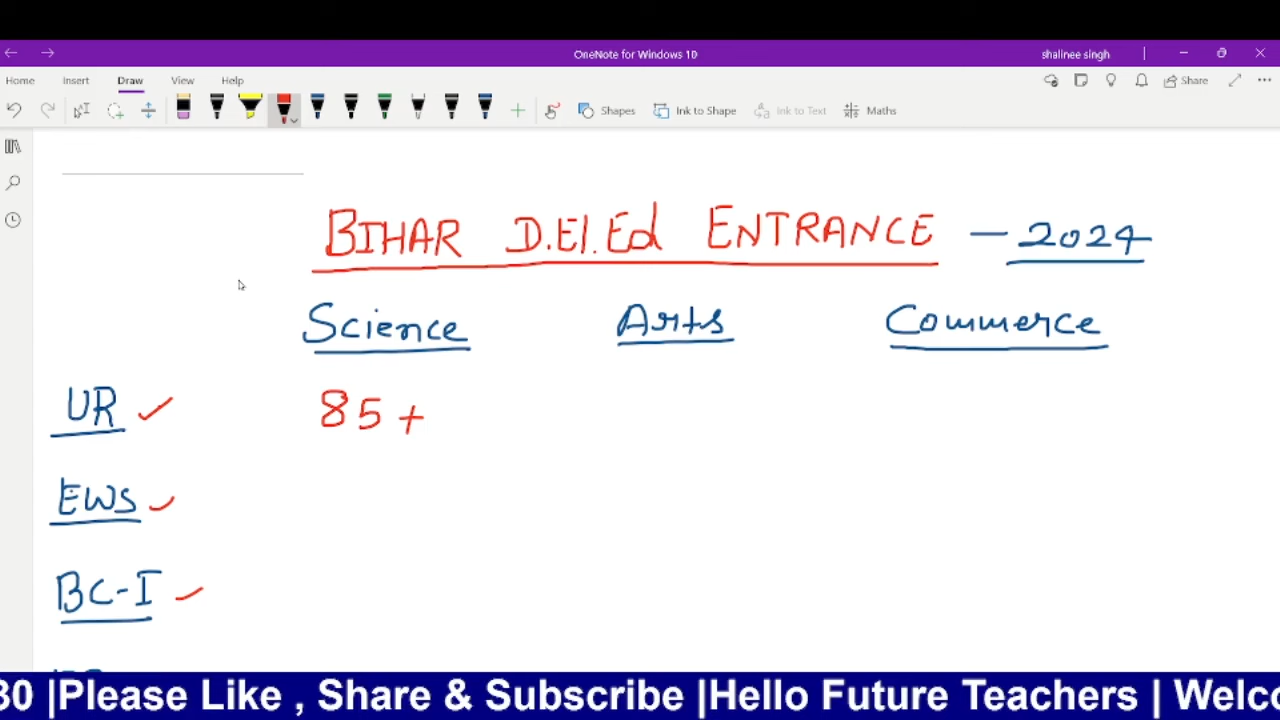 OneNote for Windows 10
shalinee singh
Home Insert Draw View Help
Share
Shapes Ink to Shape Ink to Text Maths
BIHAR D.El.Ed ENTRANCE - 2024
Science Arts Commerce
UR ✓ 85+
EWS ✓
BC-I ✓
30 |Please Like , Share & Subscribe |Hello Future Teachers | Welco